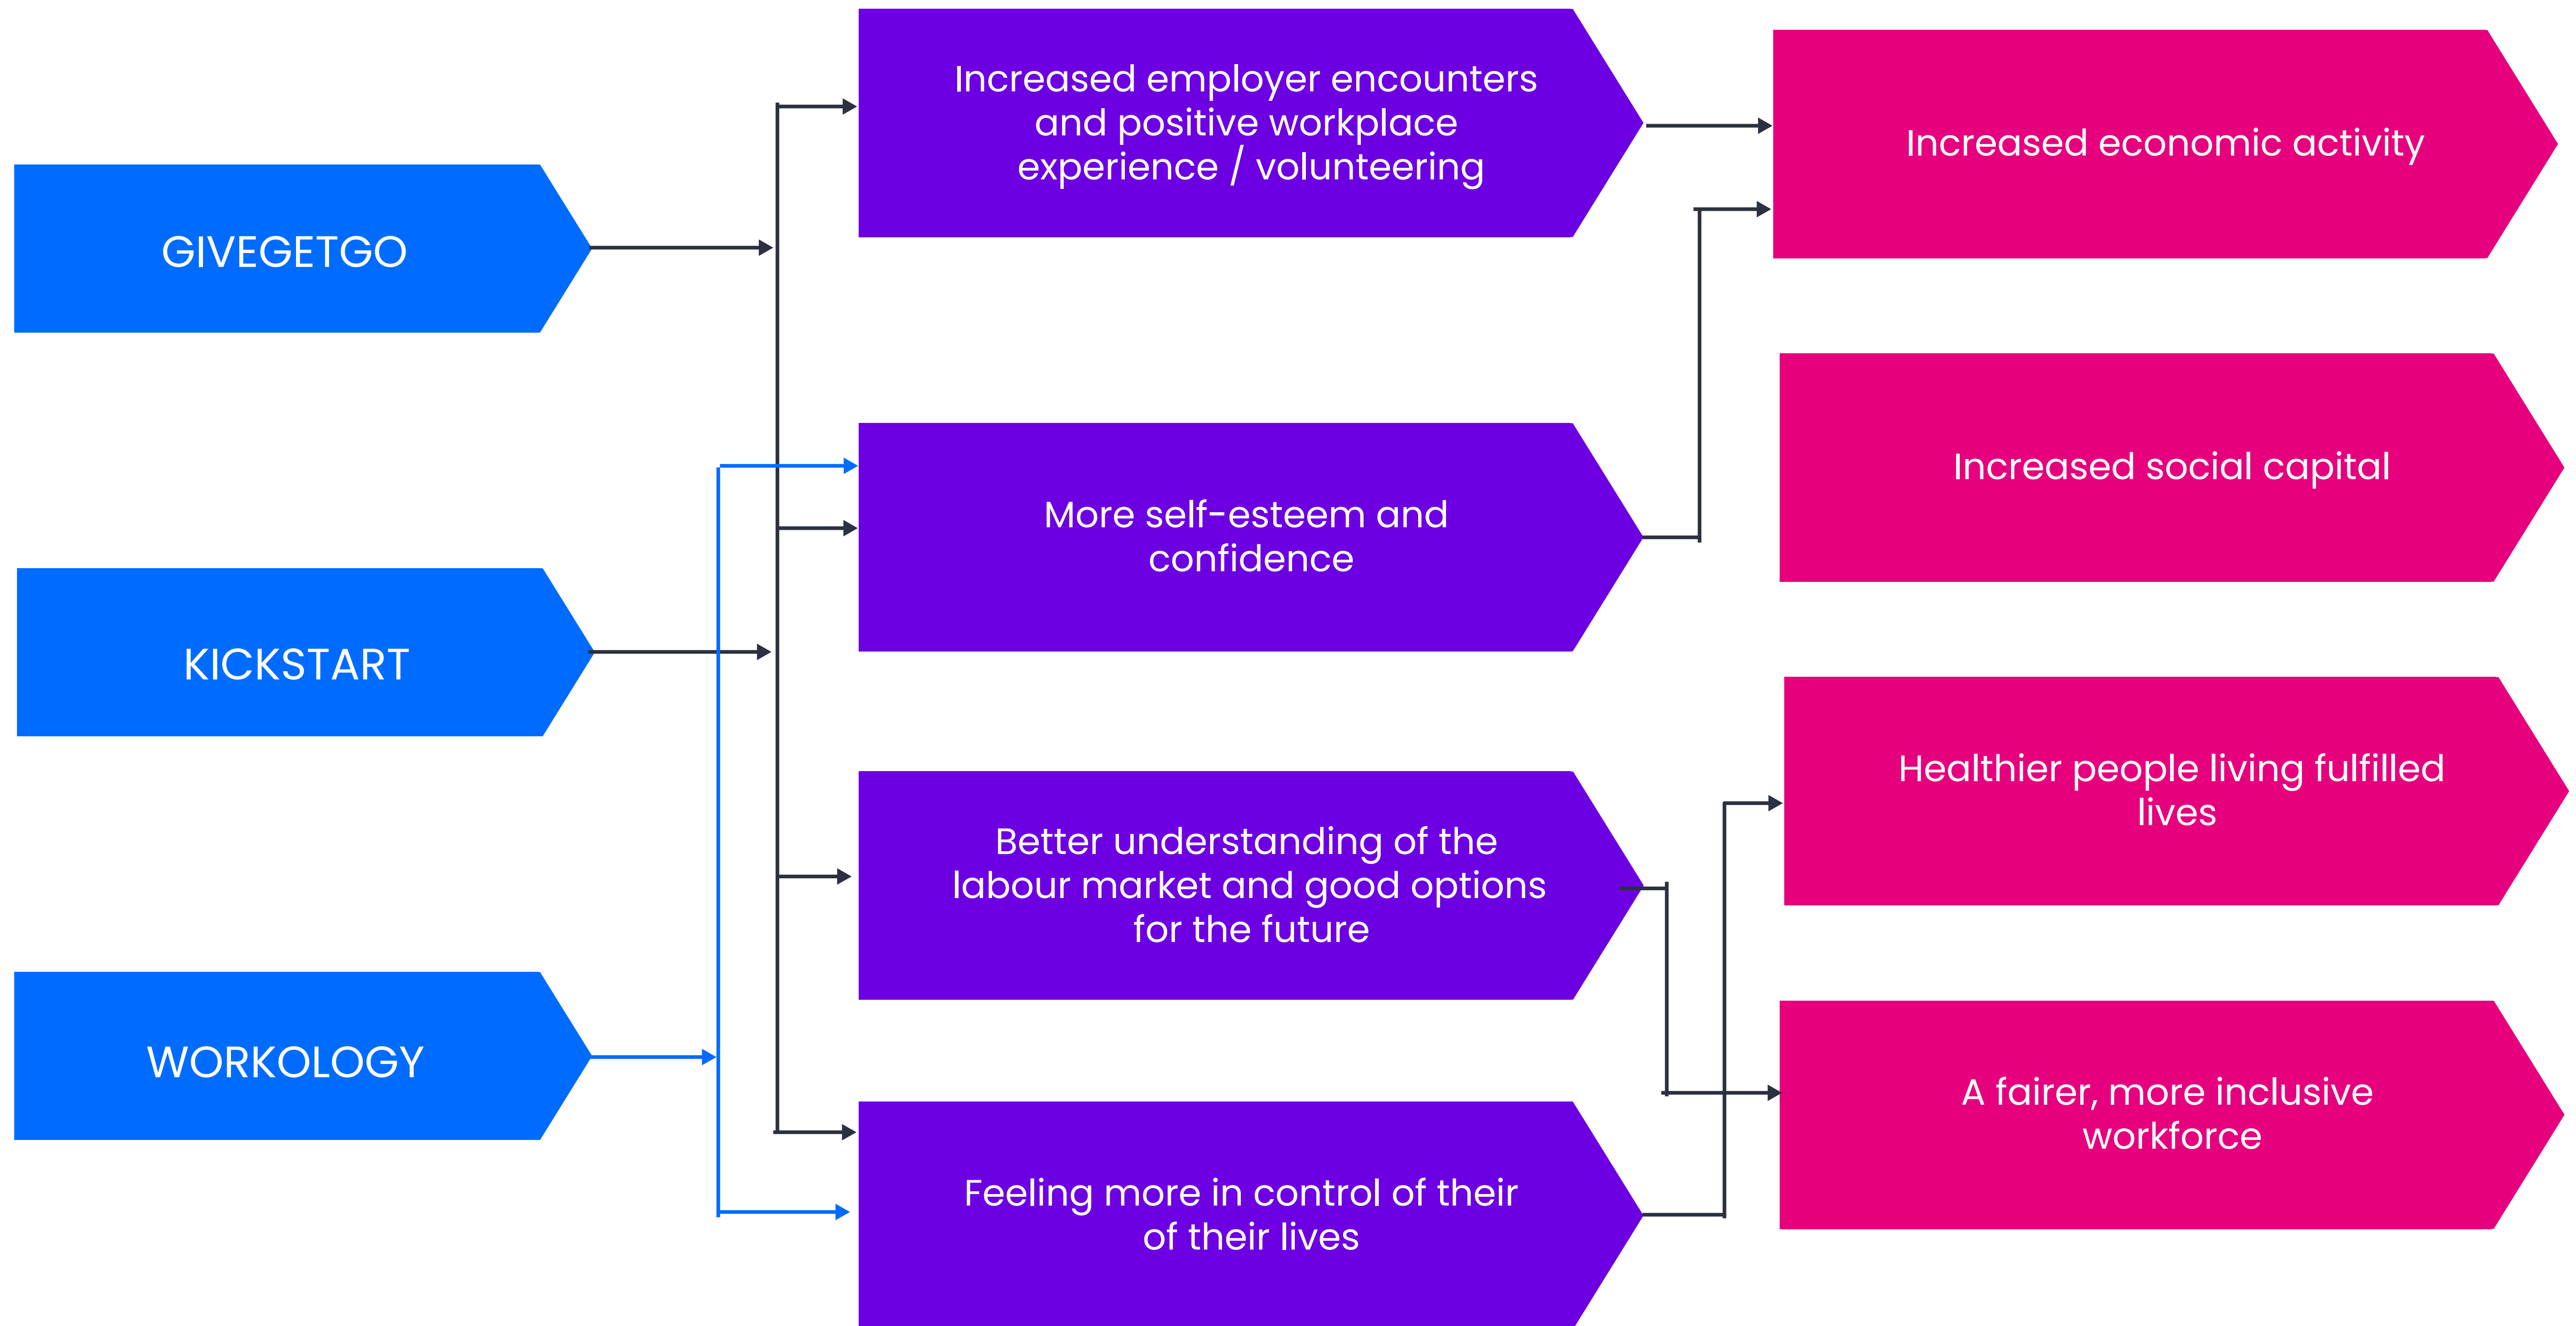 GIVEGETGO
KICKSTART
WORKOLOGY
Increased employer encounters
and positive workplace
experience / volunteering
More self-esteem and
confidence
Better understanding of the
labour market and good options
for the future
Feeling more in control of their
of their lives
Increased economic activity
Increased social capital
Healthier people living fulfilled
lives
A fairer, more inclusive
workforce